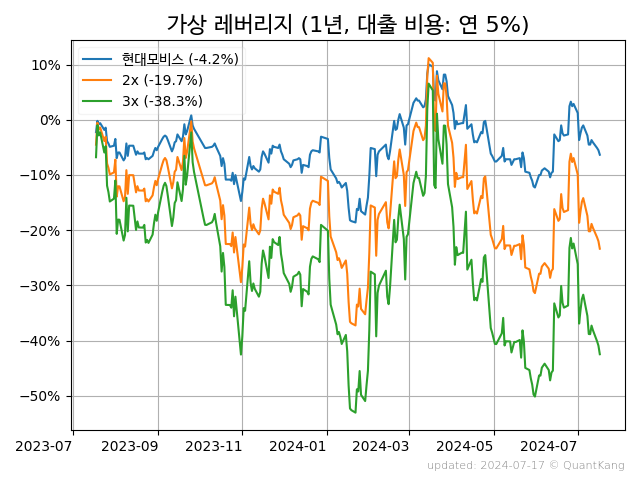 가상 레버리지 (1년, 대출 비용: 연 5%)
현대모비스 (-4.2%)
2x (-19.7%)
3x (-38.3%)
10%
0%
−10%
−20%
−30%
−40%
−50%
2023-07 2023-09 2023-11 2024-01 2024-03 2024-05 2024-07
updated: 2024-07-17 © QuantKang